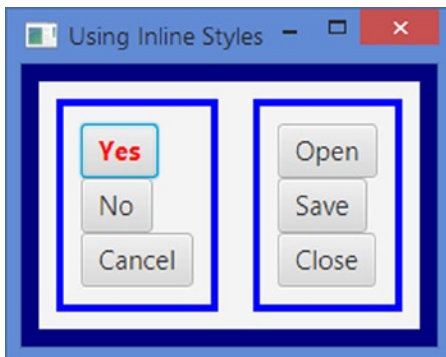 Using Inline Styles
Yes
No
Cancel
Open
Save
Close